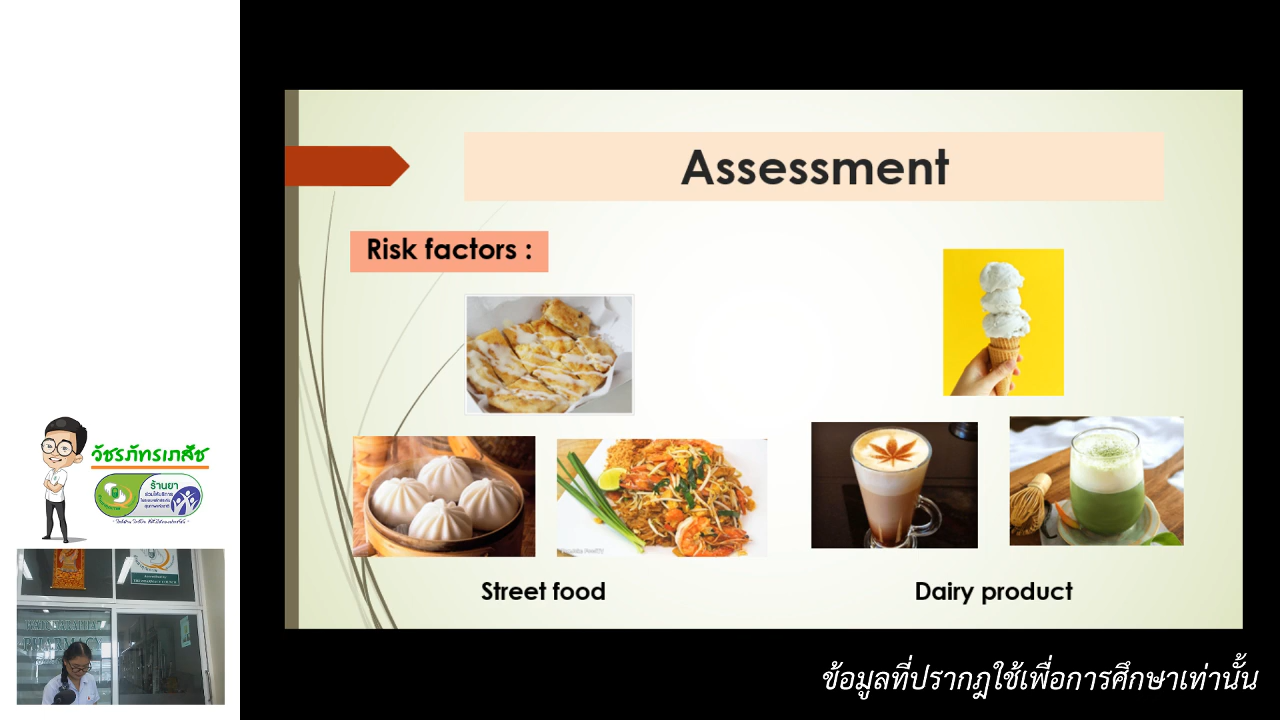 Assessment
Risk factors :
Street food
Dairy product
วัชรภัทรเภสัช
ร้านยา
PHARMACY
ข้อมูลที่ปรากฎใช้เพื่อการศึกษาเท่านั้น